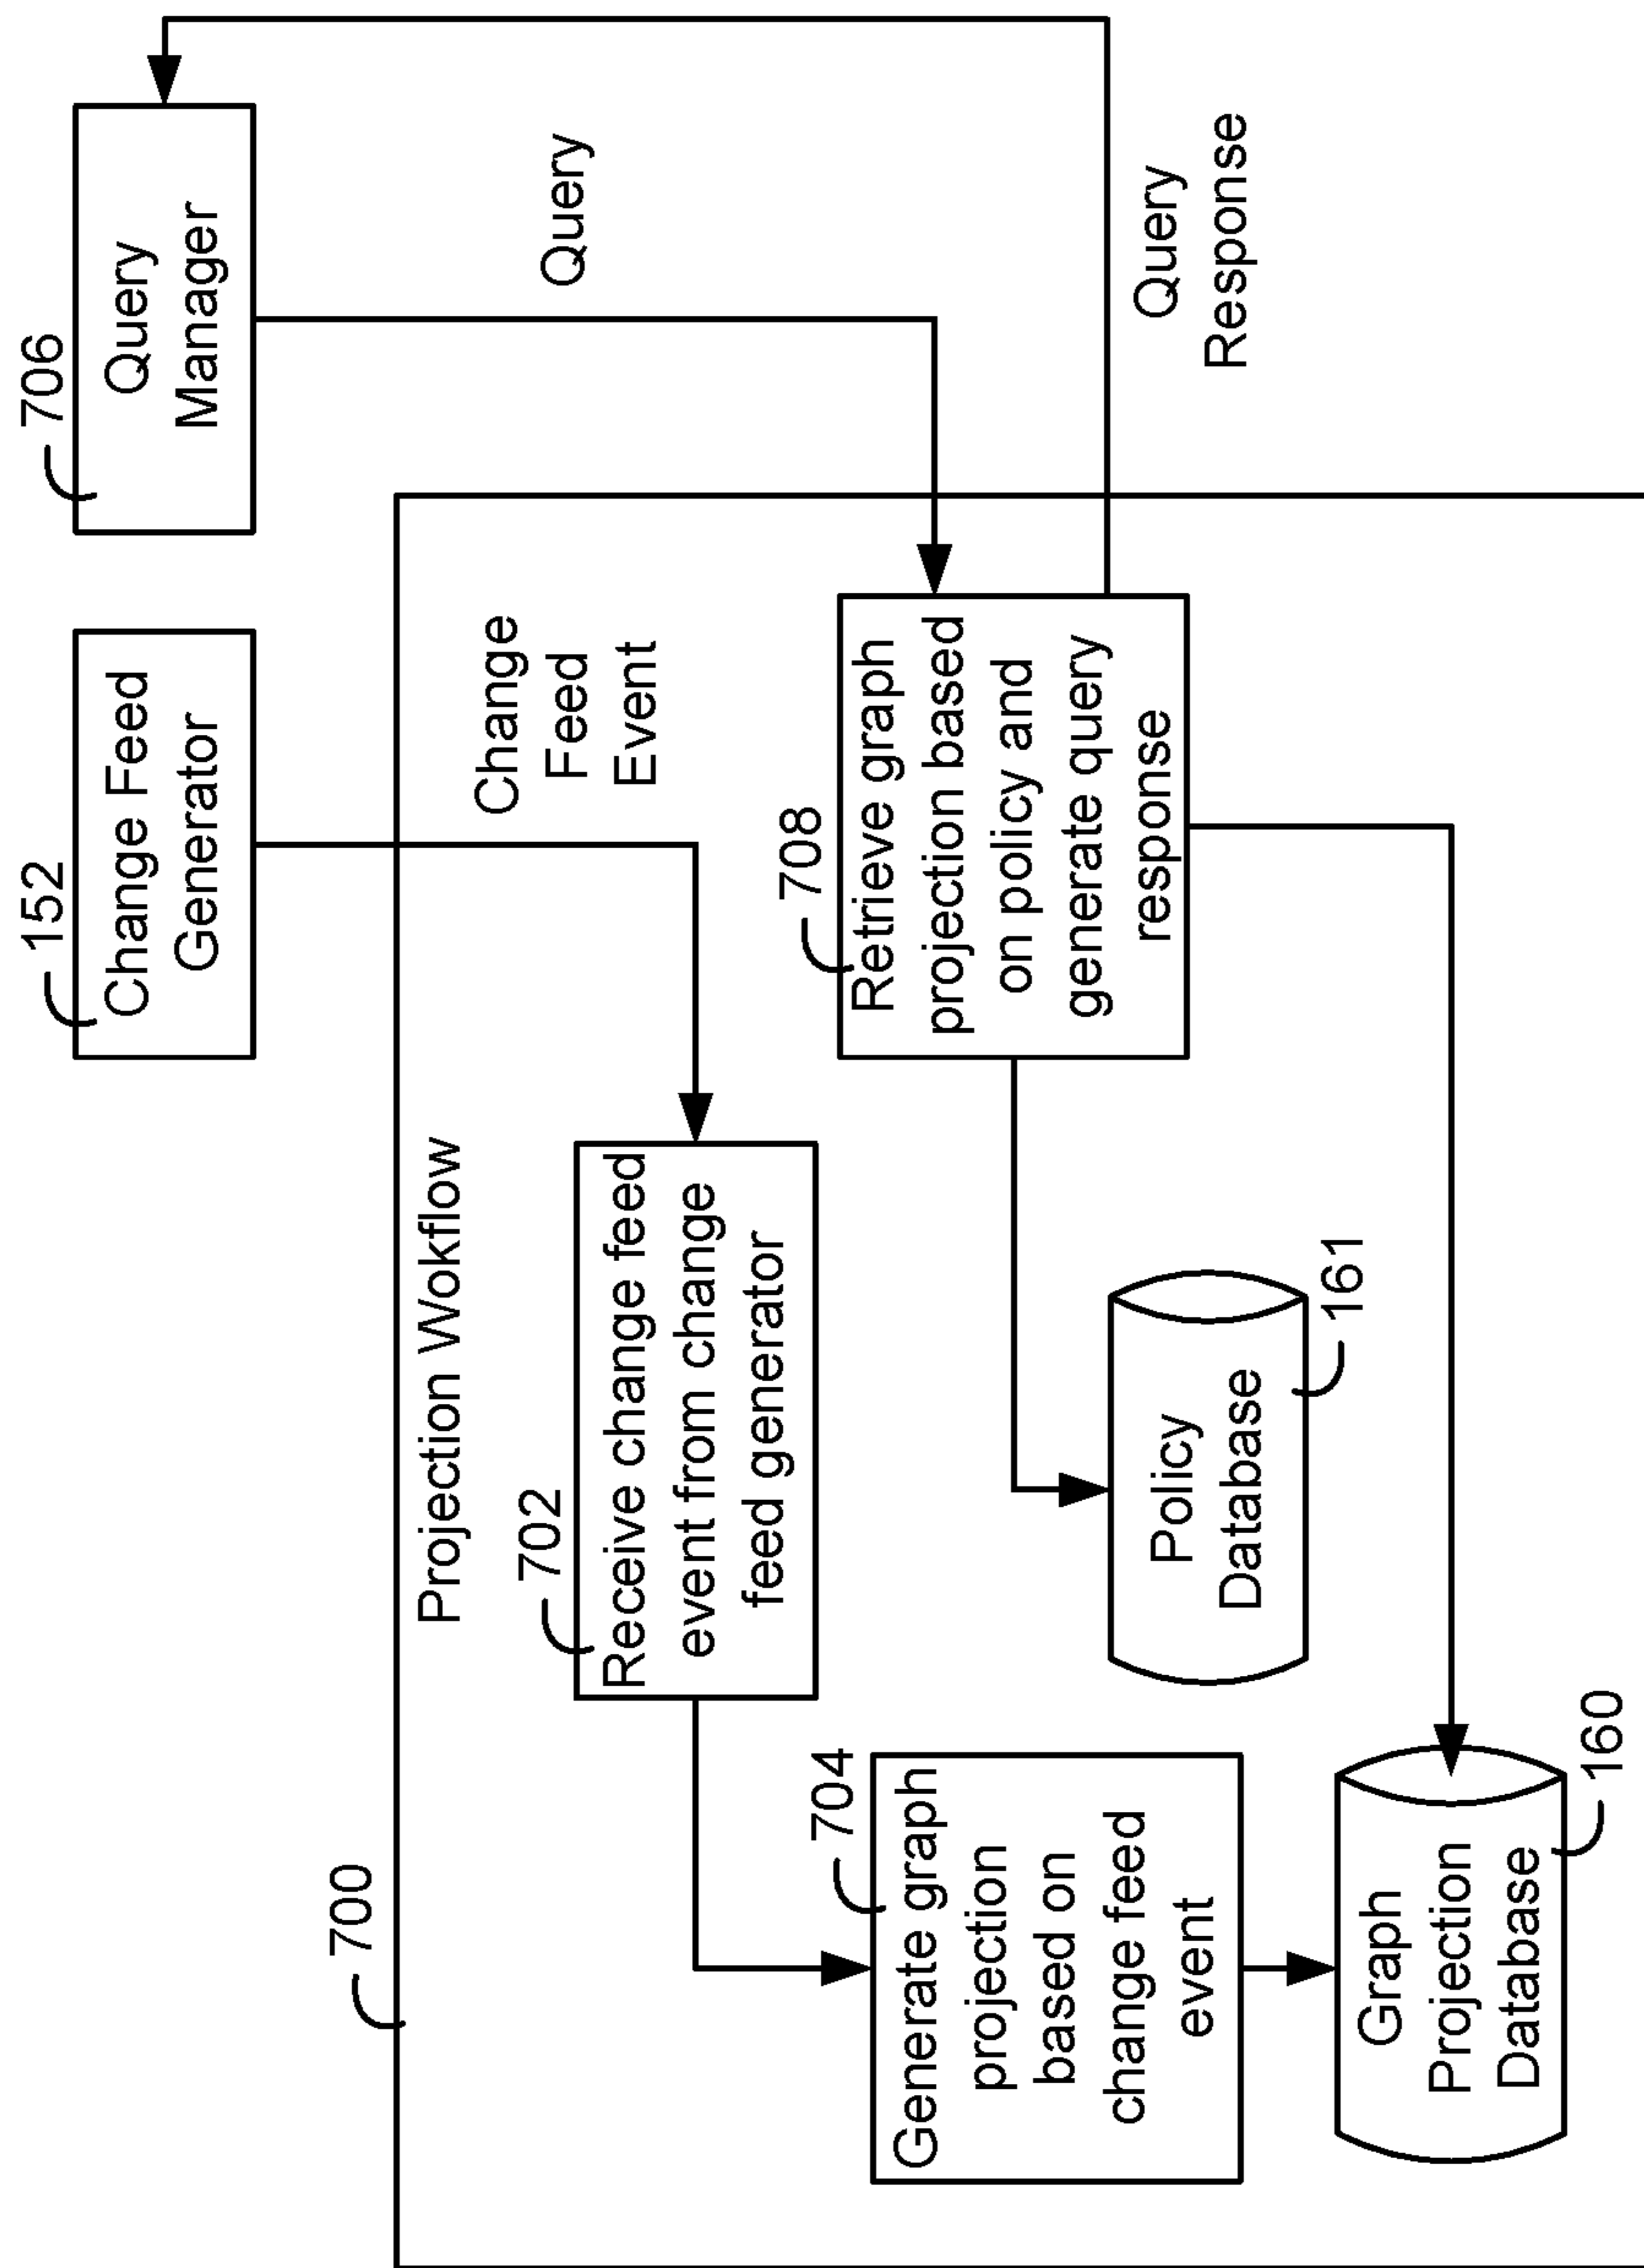 152
Change Feed
Generator
706
Query
Manager
700
Projection Wokflow
Change
Feed
Event
Query
702
Receive change feed
event from change
feed generator
704
Generate graph
projection
based on
change feed
event
708
Retrieve graph
projection based
on policy and
generate query
response
Query
Response
Policy
Database
161
Graph
Projection
Database
160